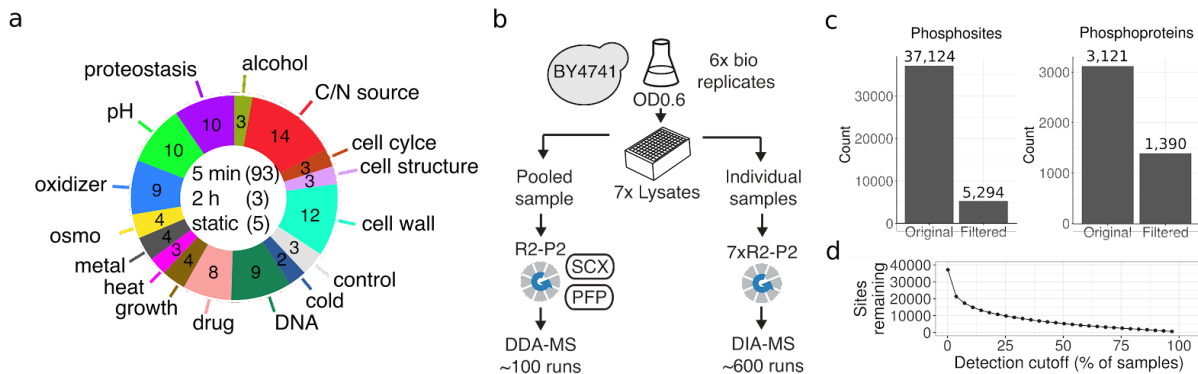 a
alcohol
3
C/N source
14
cell cylce
3
cell structure
3
cell wall
12
control
3
cold
2
DNA
9
drug
8
growth
4
heat
3
metal
4
osmo
4
oxidizer
9
pH
10
proteostasis
10
5 min (93)
2 h (3)
static (5)
b
BY4741
OD0.6
6x bio
replicates
7x Lysates
Pooled
sample
R2-P2
SCX
PFP
DDA-MS
~100 runs
Individual
samples
7xR2-P2
DIA-MS
~600 runs
c
Phosphosites
37,124
5,294
Count
30000
20000
10000
0
Original Filtered
Phosphoproteins
3,121
1,390
Count
3000
2000
1000
0
Original Filtered
d
Sites
remaining
40000
30000
20000
10000
0
0 25 50 75 100
Detection cutoff (% of samples)